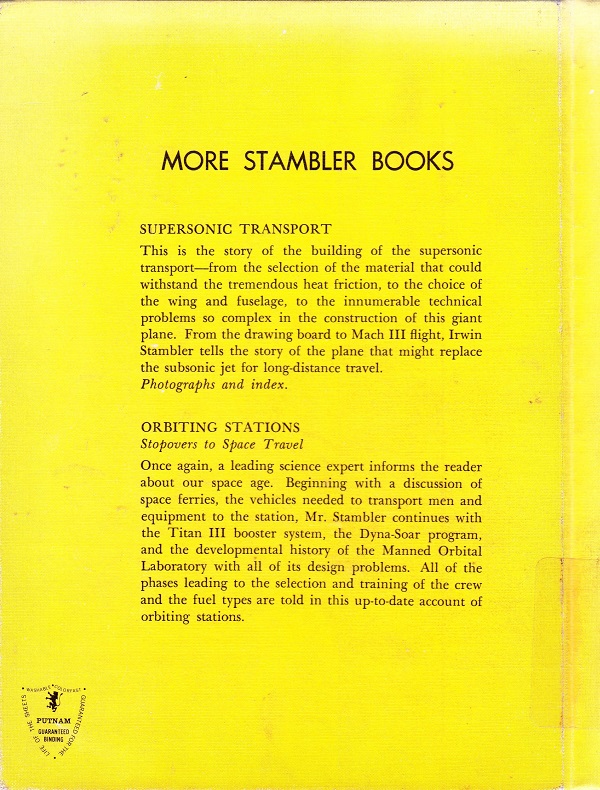 MORE STAMBLER BOOKS
SUPERSONIC TRANSPORT
This is the story of the building of the supersonic
transport—from the selection of the material that could
withstand the tremendous heat friction, to the choice of
the wing and fuselage, to the innumerable technical
problems so complex in the construction of this giant
plane. From the drawing board to Mach III flight, Irwin
Stambler tells the story of the plane that might replace
the subsonic jet for long-distance travel.
Photographs and index.
ORBITING STATIONS
Stopovers to Space Travel
Once again, a leading science expert informs the reader
about our space age. Beginning with a discussion of
space ferries, the vehicles needed to transport men and
equipment to the station, Mr. Stambler continues with
the Titan III booster system, the Dyna-Soar program,
and the developmental history of the Manned Orbital
Laboratory with all of its design problems. All of the
phases leading to the selection and training of the crew
and the fuel types are told in this up-to-date account of
orbiting stations.
• WASHABLE • COLORFAST •
GUARANTEED FOR THE • LIFE OF THE SHEETS
PUTNAM
GUARANTEED
BINDING